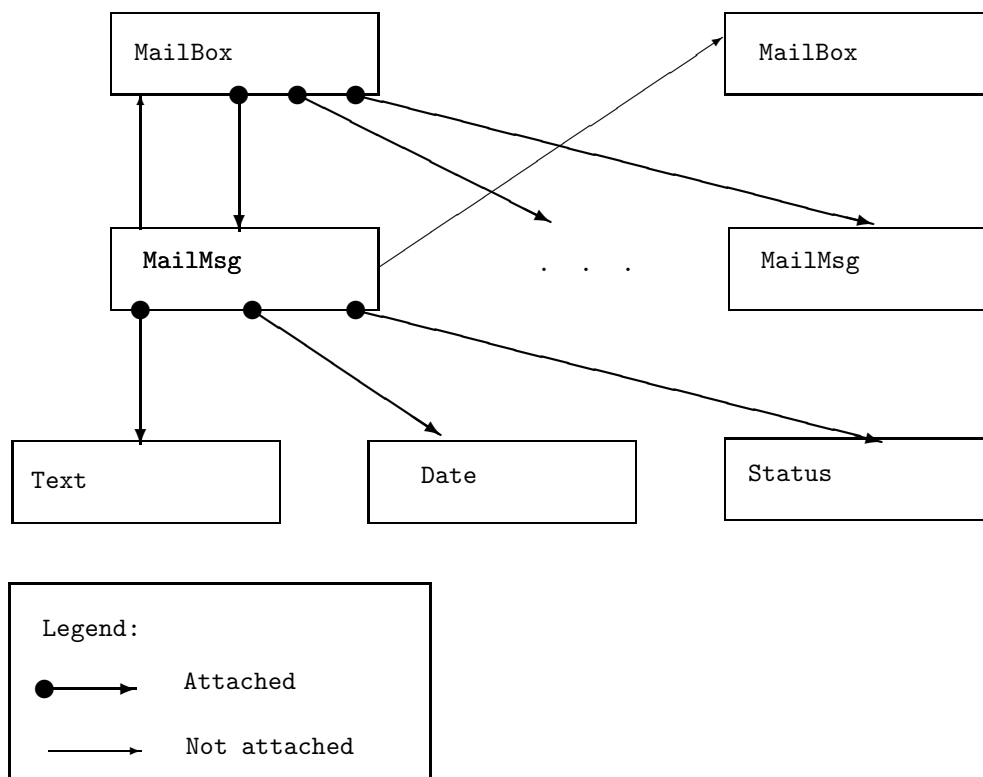 MailBox
MailBox
MailMsg
. . .
MailMsg
Text
Date
Status
Legend:
Attached
Not attached